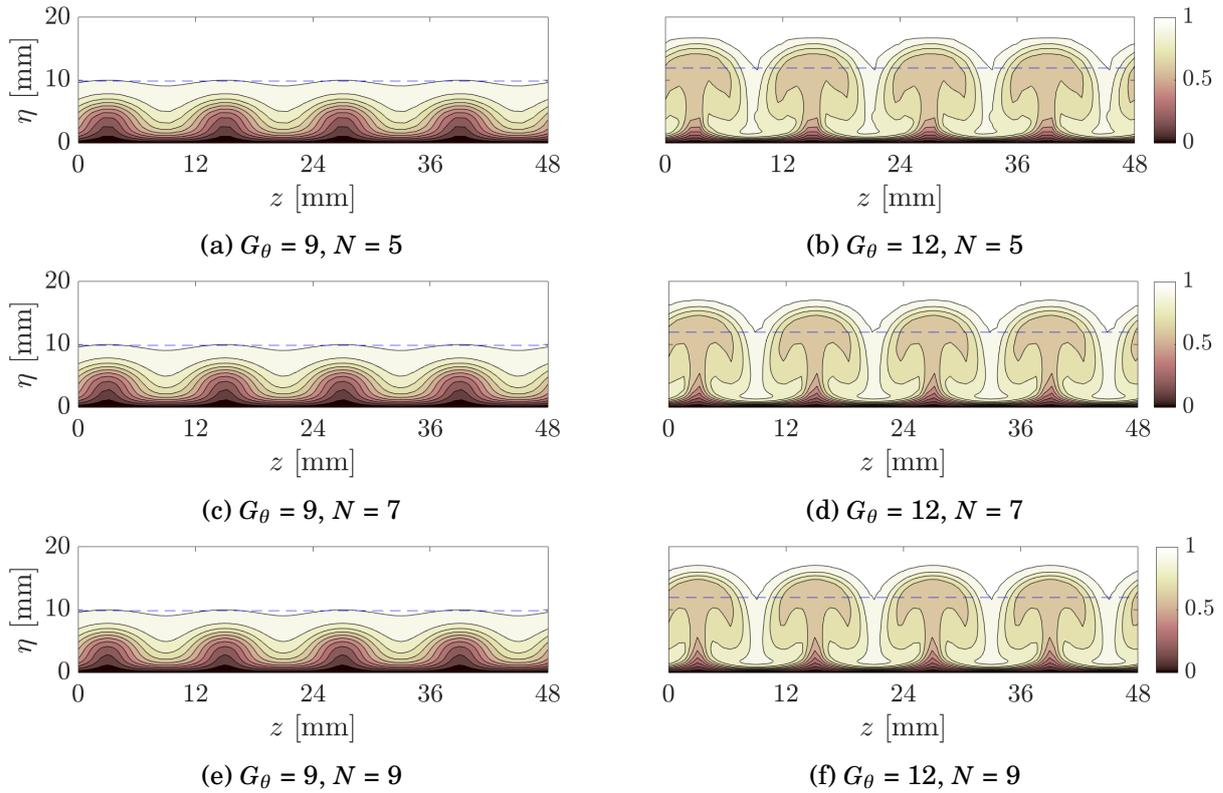 20
10
0
η [mm]
0 12 24 36 48
z [mm]
(a) G_θ = 9, N = 5
0 12 24 36 48
z [mm]
1
0.5
0
(b) G_θ = 12, N = 5
20
10
0
η [mm]
0 12 24 36 48
z [mm]
(c) G_θ = 9, N = 7
0 12 24 36 48
z [mm]
1
0.5
0
(d) G_θ = 12, N = 7
20
10
0
η [mm]
0 12 24 36 48
z [mm]
(e) G_θ = 9, N = 9
0 12 24 36 48
z [mm]
1
0.5
0
(f) G_θ = 12, N = 9